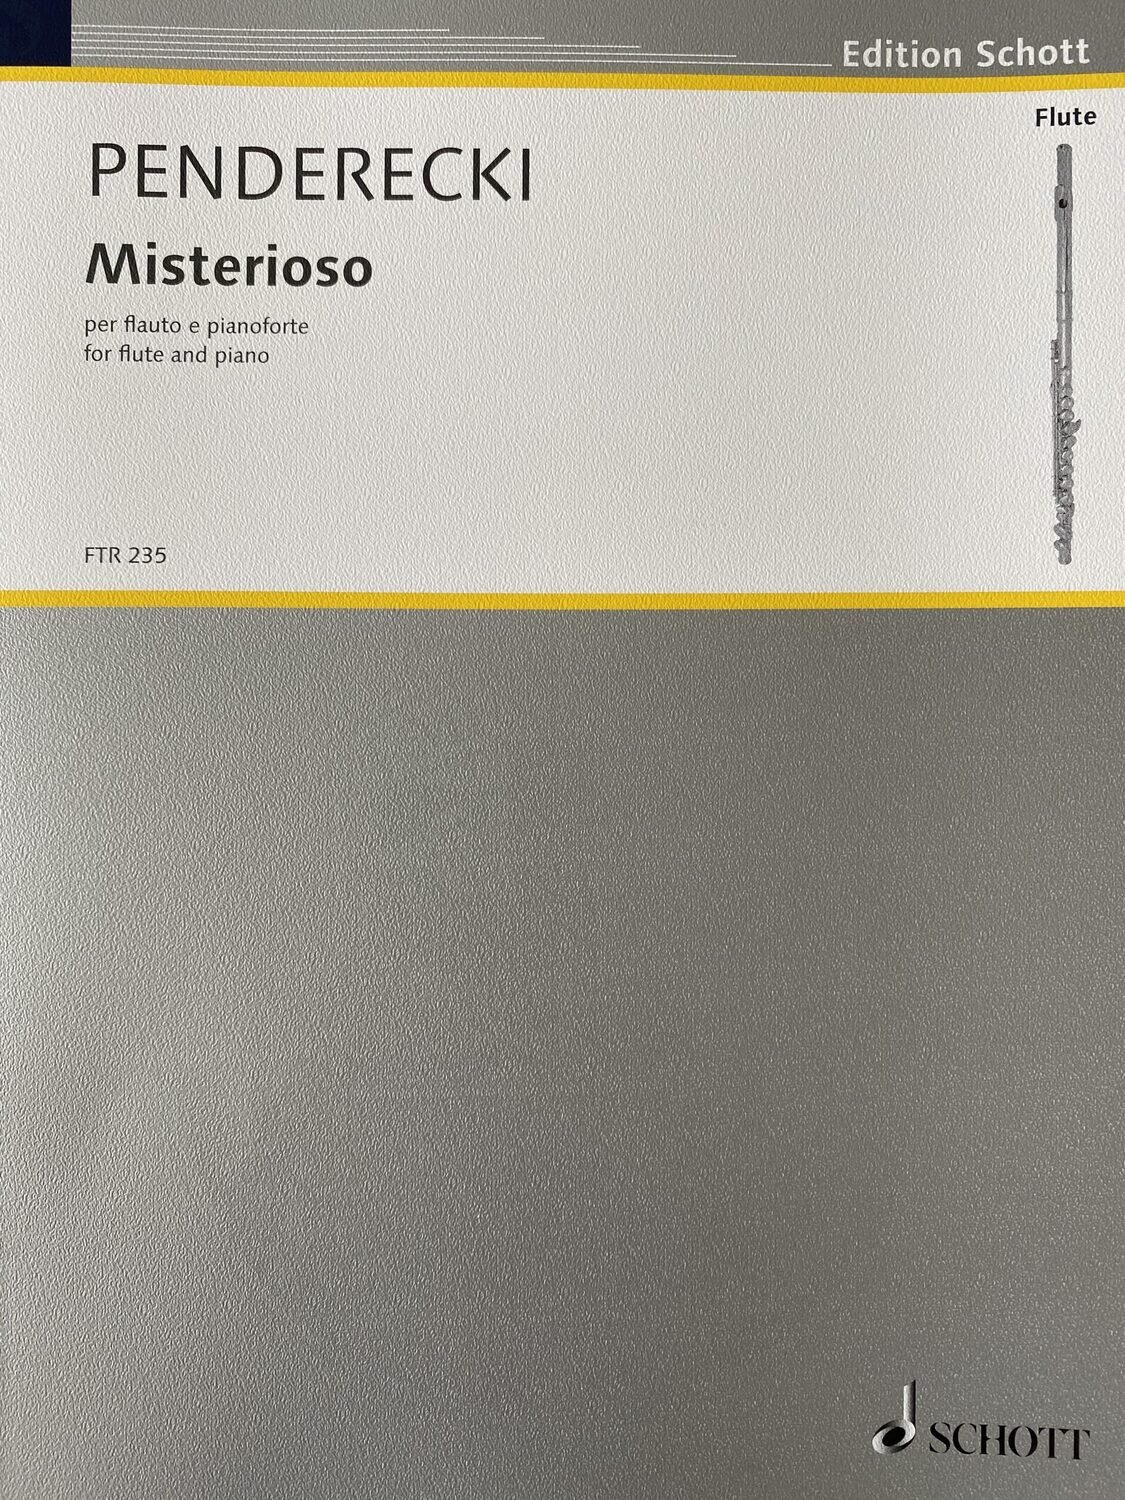 Edition Schott
Flute
PENDERECKI
Misterioso
per flauto e pianoforte
for flute and piano
FTR 235
SCHOTT